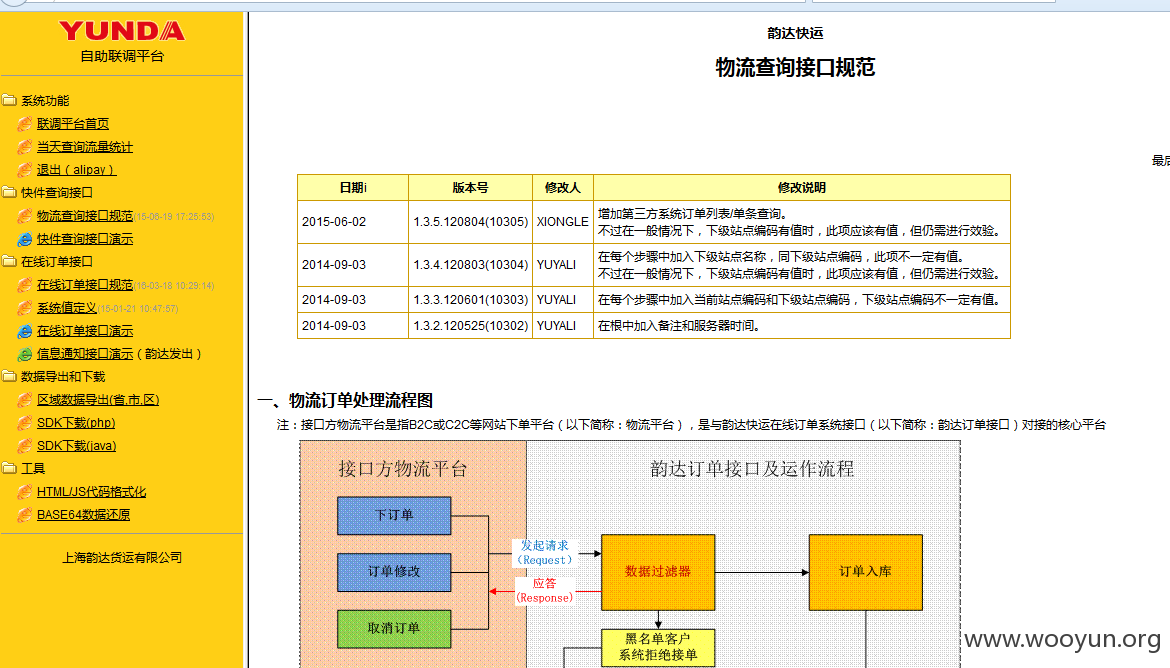 YUNDA
自助联调平台
系统功能
联调平台首页
当天查询流量统计
退出（alipay）
快件查询接口
物流查询接口规范(15-06-19 17:25:53)
快件查询接口演示
在线订单接口
在线订单接口规范(16-03-18 10:29:14)
系统值定义(15-01-21 10:47:57)
在线订单接口演示
信息通知接口演示（韵达发出）
数据导出和下载
区域数据导出(省,市,区)
SDK下载(php)
SDK下载(java)
工具
HTML/JS代码格式化
BASE64数据还原
上海韵达货运有限公司
韵达快运
物流查询接口规范
最后
日期i 版本号 修改人 修改说明
2015-06-02 1.3.5.120804(10305) XIONGLE 增加第三方系统订单列表/单条查询。
不过在一般情况下，下级站点编码有值时，此项应该有值，但仍需进行效验。
2014-09-03 1.3.4.120803(10304) YUYALI 在每个步骤中加入下级站点名称，同下级站点编码，此项不一定有值。
不过在一般情况下，下级站点编码有值时，此项应该有值，但仍需进行效验。
2014-09-03 1.3.3.120601(10303) YUYALI 在每个步骤中加入当前站点编码和下级站点编码，下级站点编码不一定有值。
2014-09-03 1.3.2.120525(10302) YUYALI 在根中加入备注和服务器时间。
一、物流订单处理流程图
注：接口方物流平台是指B2C或C2C等网站下单平台（以下简称：物流平台），是与韵达快运在线订单系统接口（以下简称：韵达订单接口）对接的核心平台
接口方物流平台
韵达订单接口及运作流程
下订单
发起请求
(Request)
订单修改
数据过滤器
订单入库
应答
(Response)
取消订单
黑名单客户
系统拒绝接单
www.wooyun.org